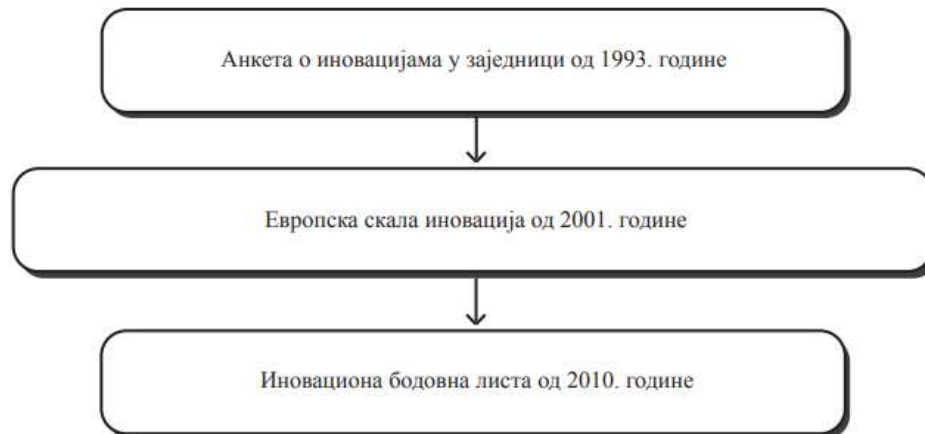 Анкета о иновацијама у заједници од 1993. године
Европска скала иновација од 2001. године
Иновациона бодовна листа од 2010. године